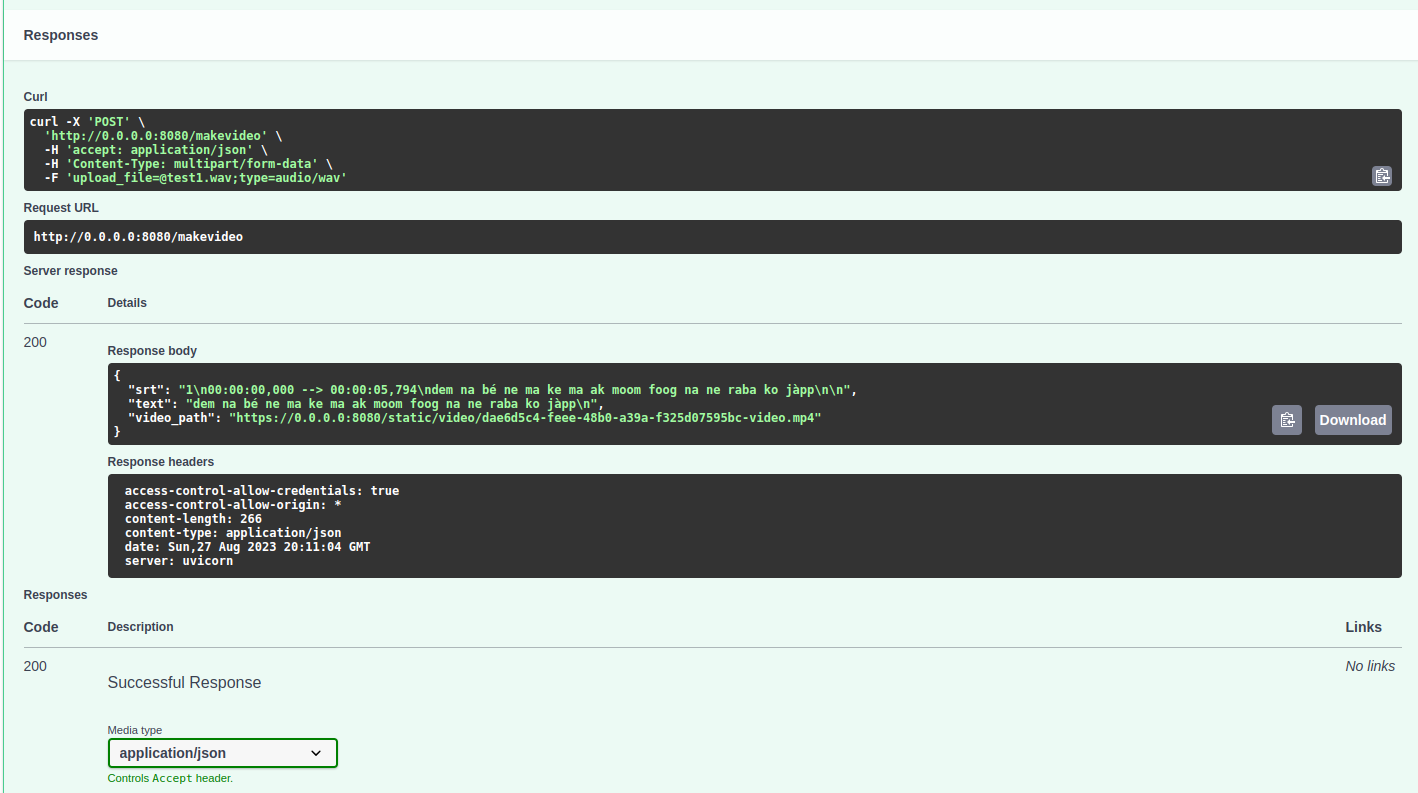 Responses
Curl
curl -X 'POST' \
'http://0.0.0.0:8080/makevideo' \
-H 'accept: application/json' \
-H 'Content-Type: multipart/form-data' \
-F 'upload_file=@test1.wav;type=audio/wav'
Request URL
http://0.0.0.0:8080/makevideo
Server response
Code Details
200
Response body
{
"srt": "1\n00:00:00,000 --> 00:00:05,794\ndem na bé ne ma ke ma ak moom foog na ne raba ko jàpp\n\n",
"text": "dem na bé ne ma ke ma ak moom foog na ne raba ko jàpp\n",
"video_path": "https://0.0.0.0:8080/static/video/dae6d5c4-feee-48b0-a39a-f325d07595bc-video.mp4"
}
Download
Response headers
access-control-allow-credentials: true
access-control-allow-origin: *
content-length: 266
content-type: application/json
date: Sun,27 Aug 2023 20:11:04 GMT
server: uvicorn
Responses
Code Description Links
200 No links
Successful Response
Media type
application/json
Controls Accept header.